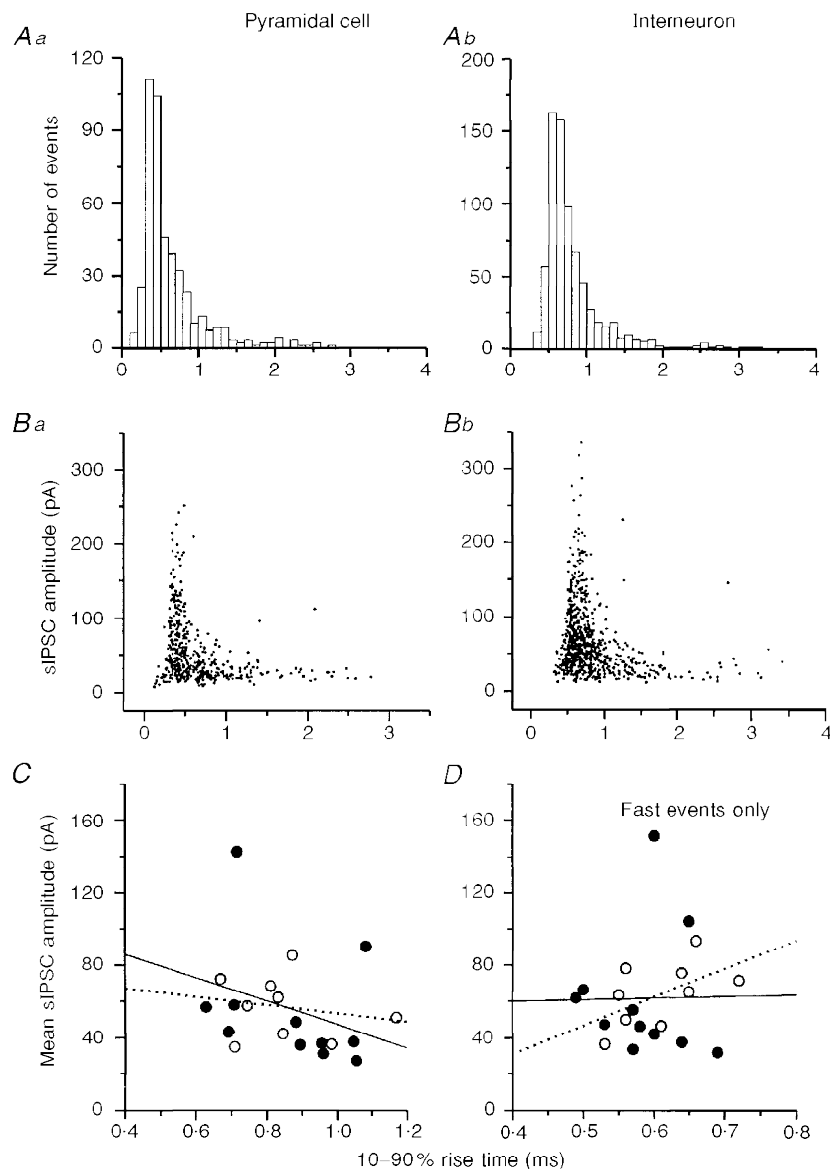 Pyramidal cell
Interneuron
Aa
Ab
Number of events
120
90
60
30
0
0 1 2 3 4
200
150
100
50
0
0 1 2 3 4
Ba
Bb
sIPSC amplitude (pA)
300
200
100
0
0 1 2 3
300
200
100
0
0 1 2 3 4
C
D
Fast events only
Mean sIPSC amplitude (pA)
160
120
80
40
0
0·4 0·6 0·8 1·0 1·2
160
120
80
40
0
0·4 0·5 0·6 0·7 0·8
10–90% rise time (ms)